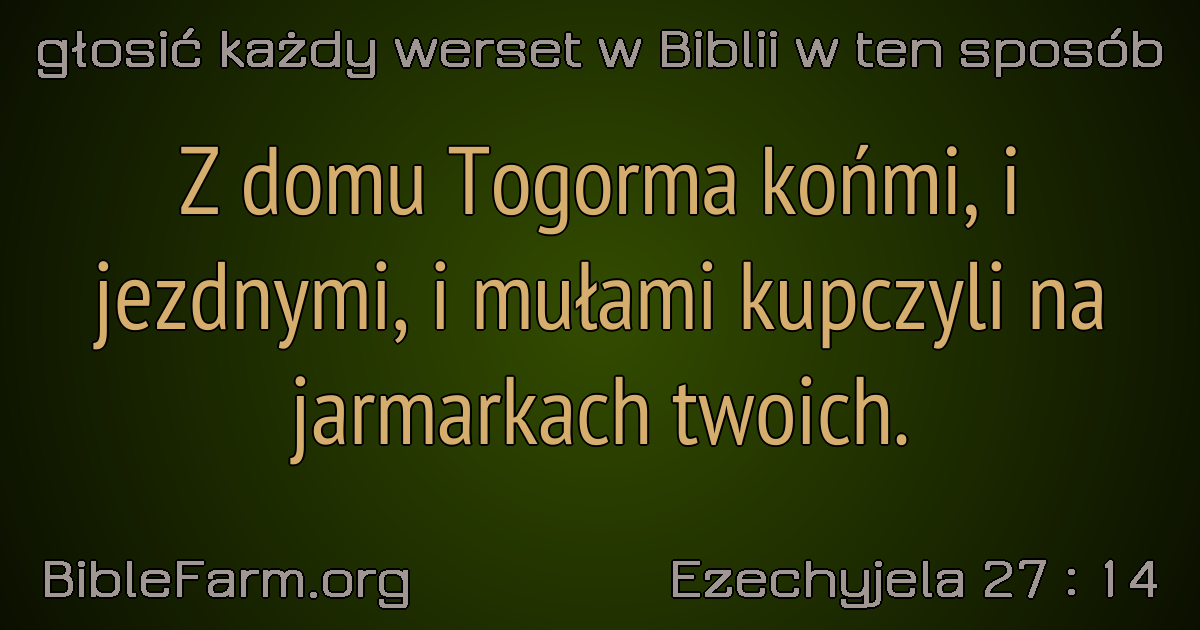 głosić każdy werset w Biblii w ten sposób
Z domu Togorma końmi, i
jezdnymi, i mułami kupczyli na
jarmarkach twoich.
BibleFarm.org
Ezechyjela 27 : 14